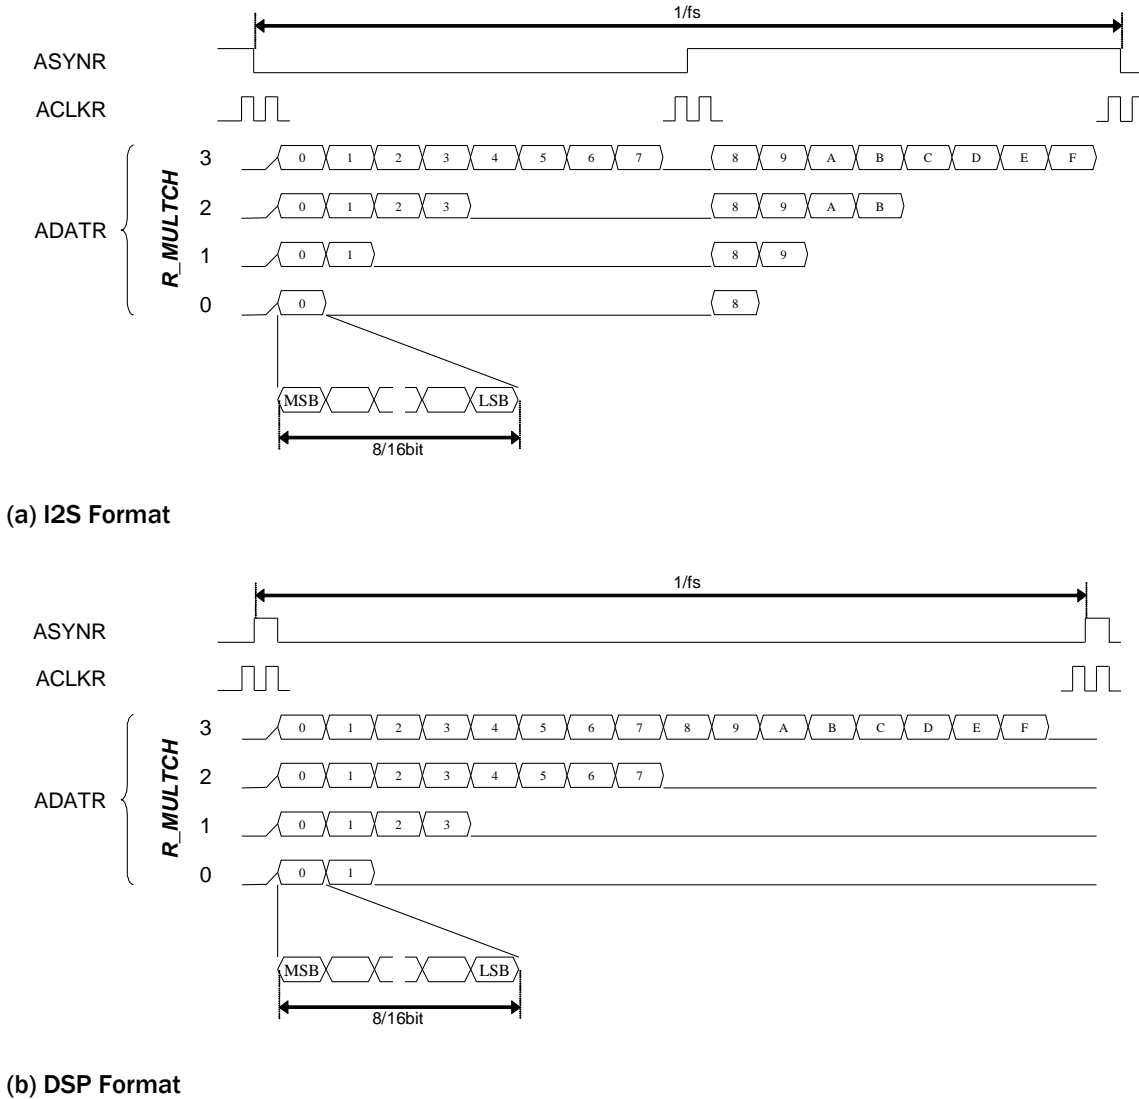 1/fs
ASYNR
ACLKR
3 0 1 2 3 4 5 6 7 8 9 A B C D E F
2 0 1 2 3 8 9 A B
ADATR
R_MULTCH
1 0 1 8 9
0 0 8
MSB LSB
8/16bit
(a) I2S Format
1/fs
ASYNR
ACLKR
3 0 1 2 3 4 5 6 7 8 9 A B C D E F
2 0 1 2 3 4 5 6 7
ADATR
R_MULTCH
1 0 1 2 3
0 0 1
MSB LSB
8/16bit
(b) DSP Format